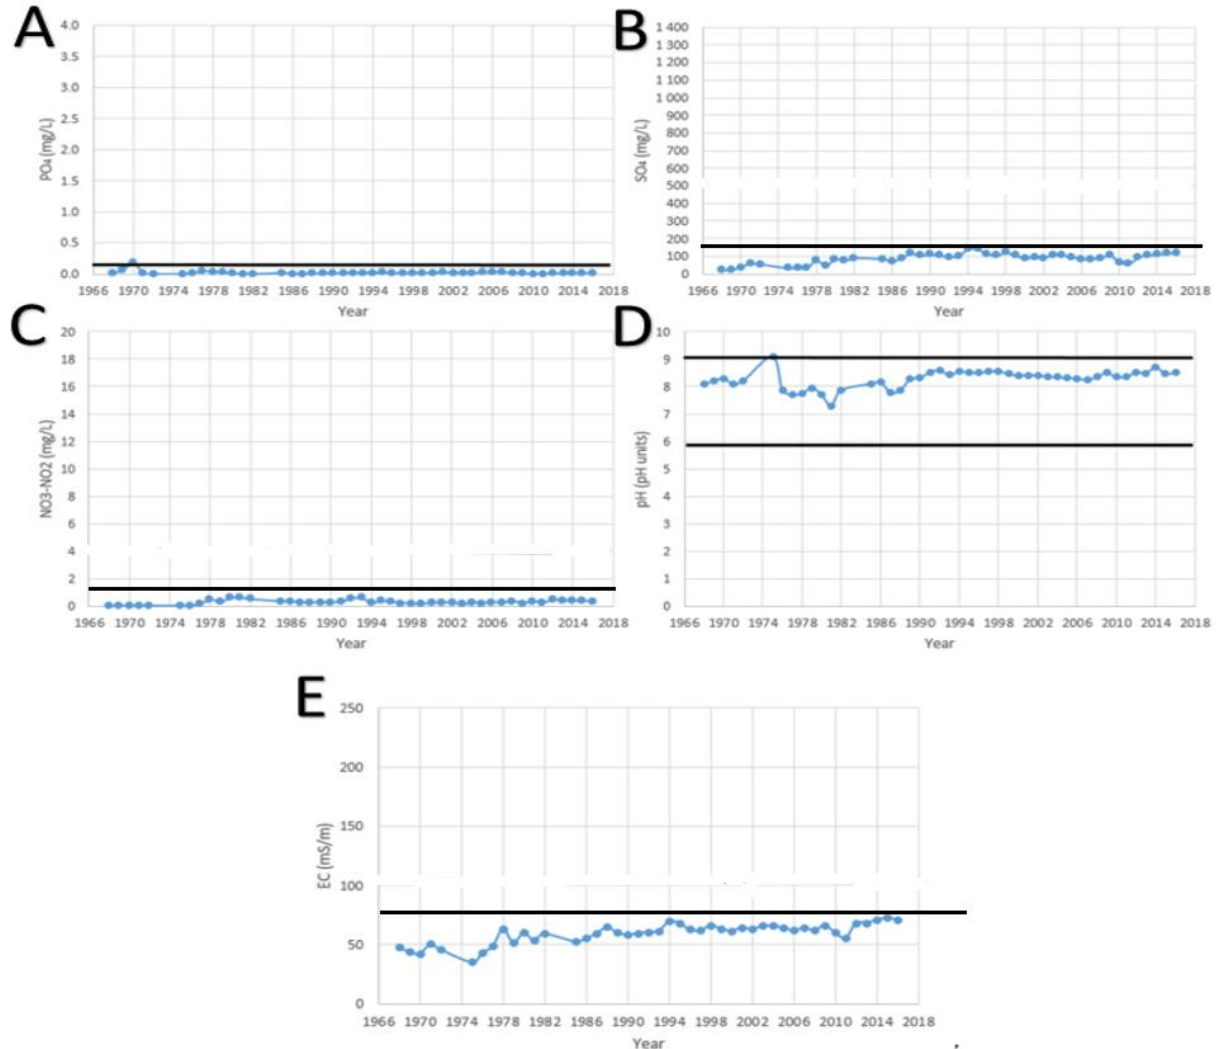 A
4.0
3.5
3.0
2.5
2.0
1.5
1.0
0.5
0.0
PO₄ (mg/L)
1966 1970 1974 1978 1982 1986 1990 1994 1998 2002 2006 2010 2014 2018
Year
B
1 400
1 300
1 200
1 100
1 000
900
800
700
600
500
400
300
200
100
0
SO₄ (mg/L)
1966 1970 1974 1978 1982 1986 1990 1994 1998 2002 2006 2010 2014 2018
Year
C
20
18
16
14
12
10
8
6
4
2
0
NO3-NO2 (mg/L)
1966 1970 1974 1978 1982 1986 1990 1994 1998 2002 2006 2010 2014 2018
Year
D
10
9
8
7
6
5
4
3
2
1
0
pH (pH units)
1966 1970 1974 1978 1982 1986 1990 1994 1998 2002 2006 2010 2014 2018
Year
E
250
200
150
100
50
0
EC (mS/m)
1966 1970 1974 1978 1982 1986 1990 1994 1998 2002 2006 2010 2014 2018
Year